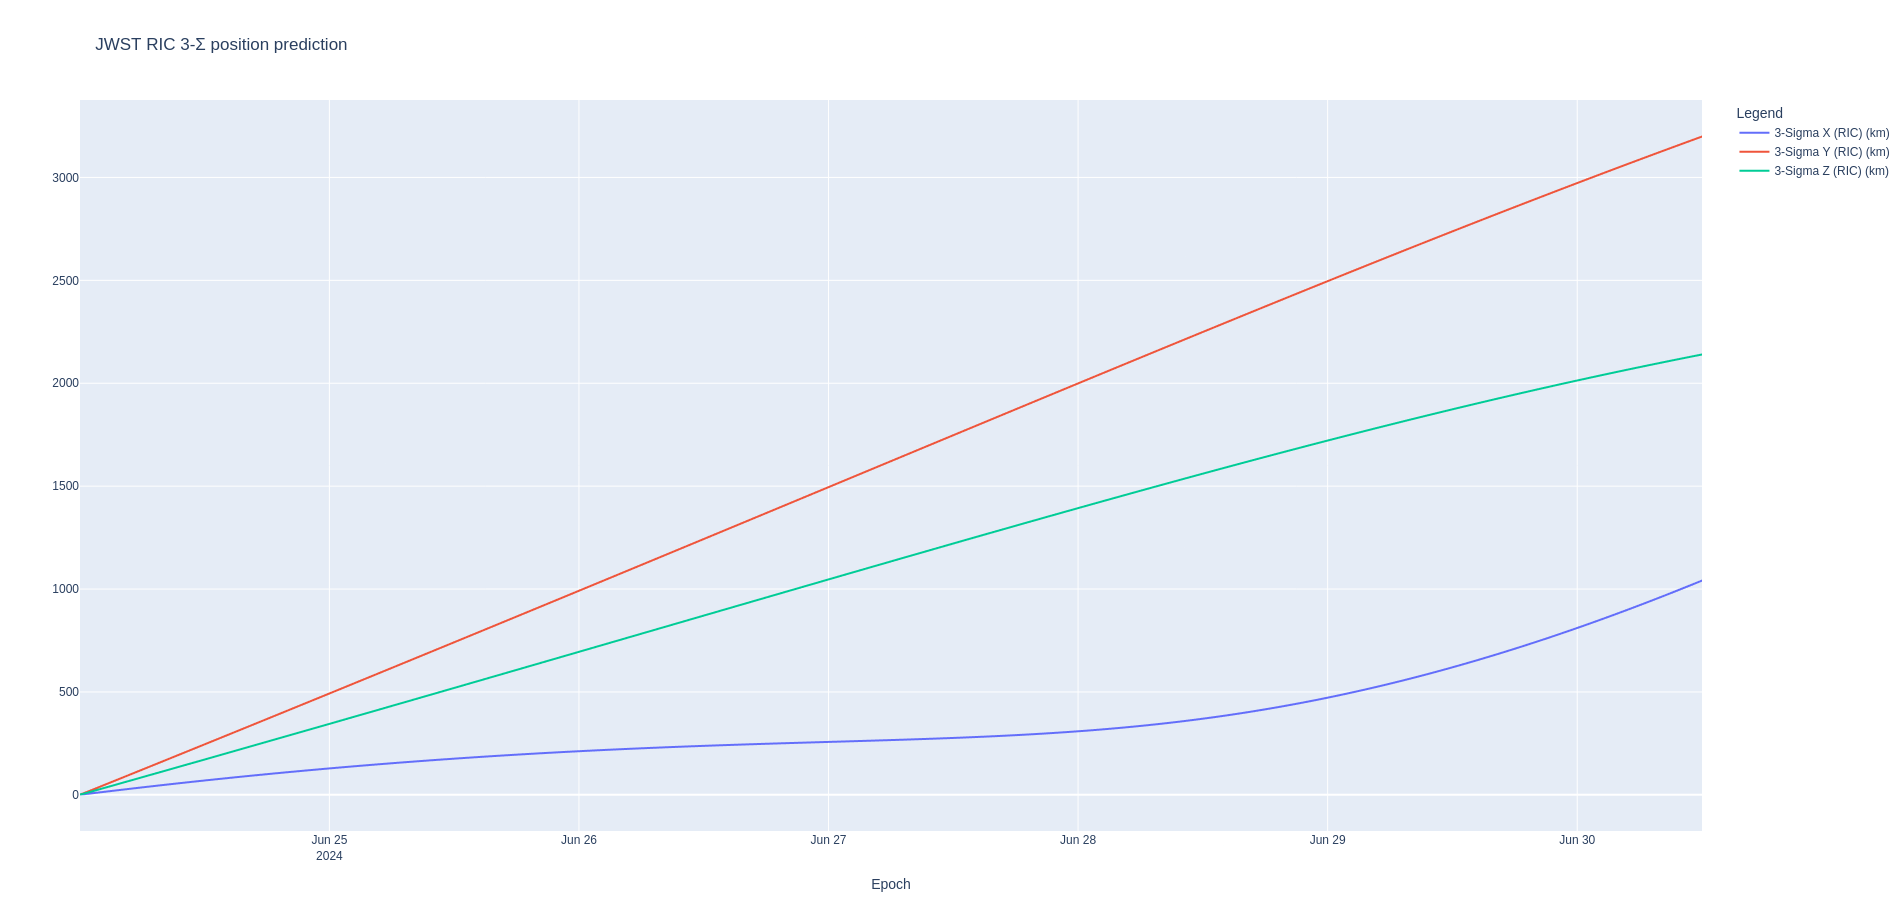 JWST RIC 3-Σ position prediction
Legend
3-Sigma X (RIC) (km)
3-Sigma Y (RIC) (km)
3-Sigma Z (RIC) (km)
3000
2500
2000
1500
1000
500
0
Jun 25
2024
Jun 26
Jun 27
Jun 28
Jun 29
Jun 30
Epoch